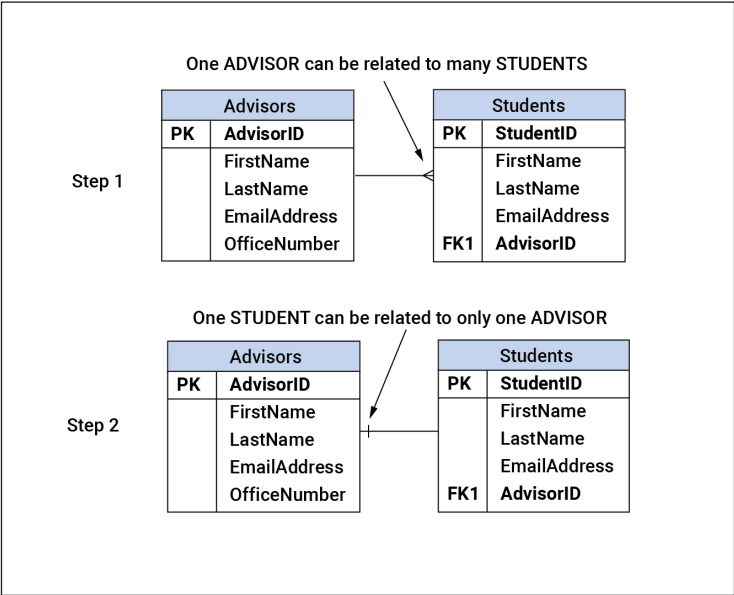 One ADVISOR can be related to many STUDENTS
Step 1
Advisors
PK AdvisorID
FirstName
LastName
EmailAddress
OfficeNumber
Students
PK StudentID
FirstName
LastName
EmailAddress
FK1 AdvisorID
One STUDENT can be related to only one ADVISOR
Step 2
Advisors
PK AdvisorID
FirstName
LastName
EmailAddress
OfficeNumber
Students
PK StudentID
FirstName
LastName
EmailAddress
FK1 AdvisorID